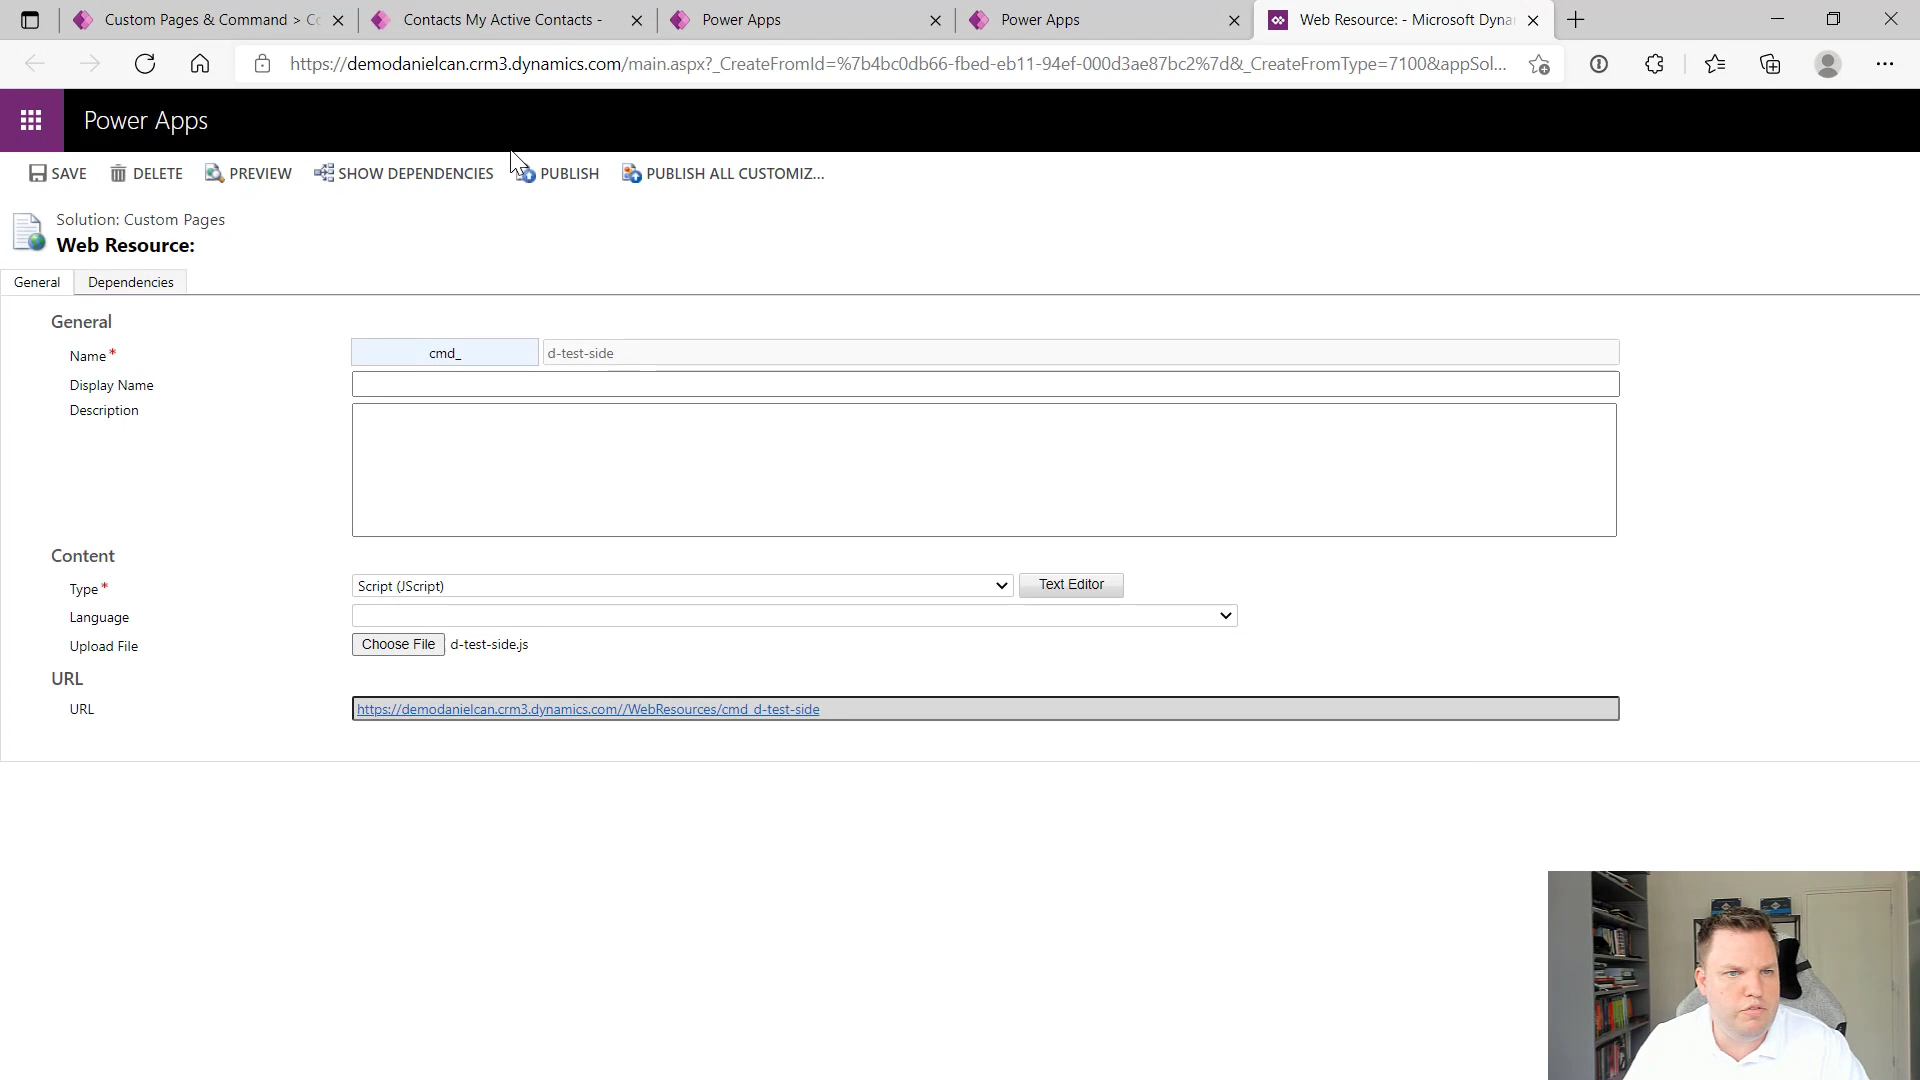 Custom Pages & Command > Co
Contacts My Active Contacts -
Power Apps
Power Apps
Web Resource: - Microsoft Dyna
https://demodanielcan.crm3.dynamics.com/main.aspx?_CreateFromId=%7b4bc0db66-fbed-eb11-94ef-000d3ae87bc2%7d&_CreateFromType=7100&appSol...
Power Apps
SAVE
DELETE
PREVIEW
SHOW DEPENDENCIES
PUBLISH
PUBLISH ALL CUSTOMIZ...
Solution: Custom Pages
Web Resource:
General
Dependencies
General
Name *
cmd_
d-test-side
Display Name
Description
Content
Type *
Script (JScript)
Text Editor
Language
Upload File
Choose File
d-test-side.js
URL
URL
https://demodanielcan.crm3.dynamics.com//WebResources/cmd_d-test-side